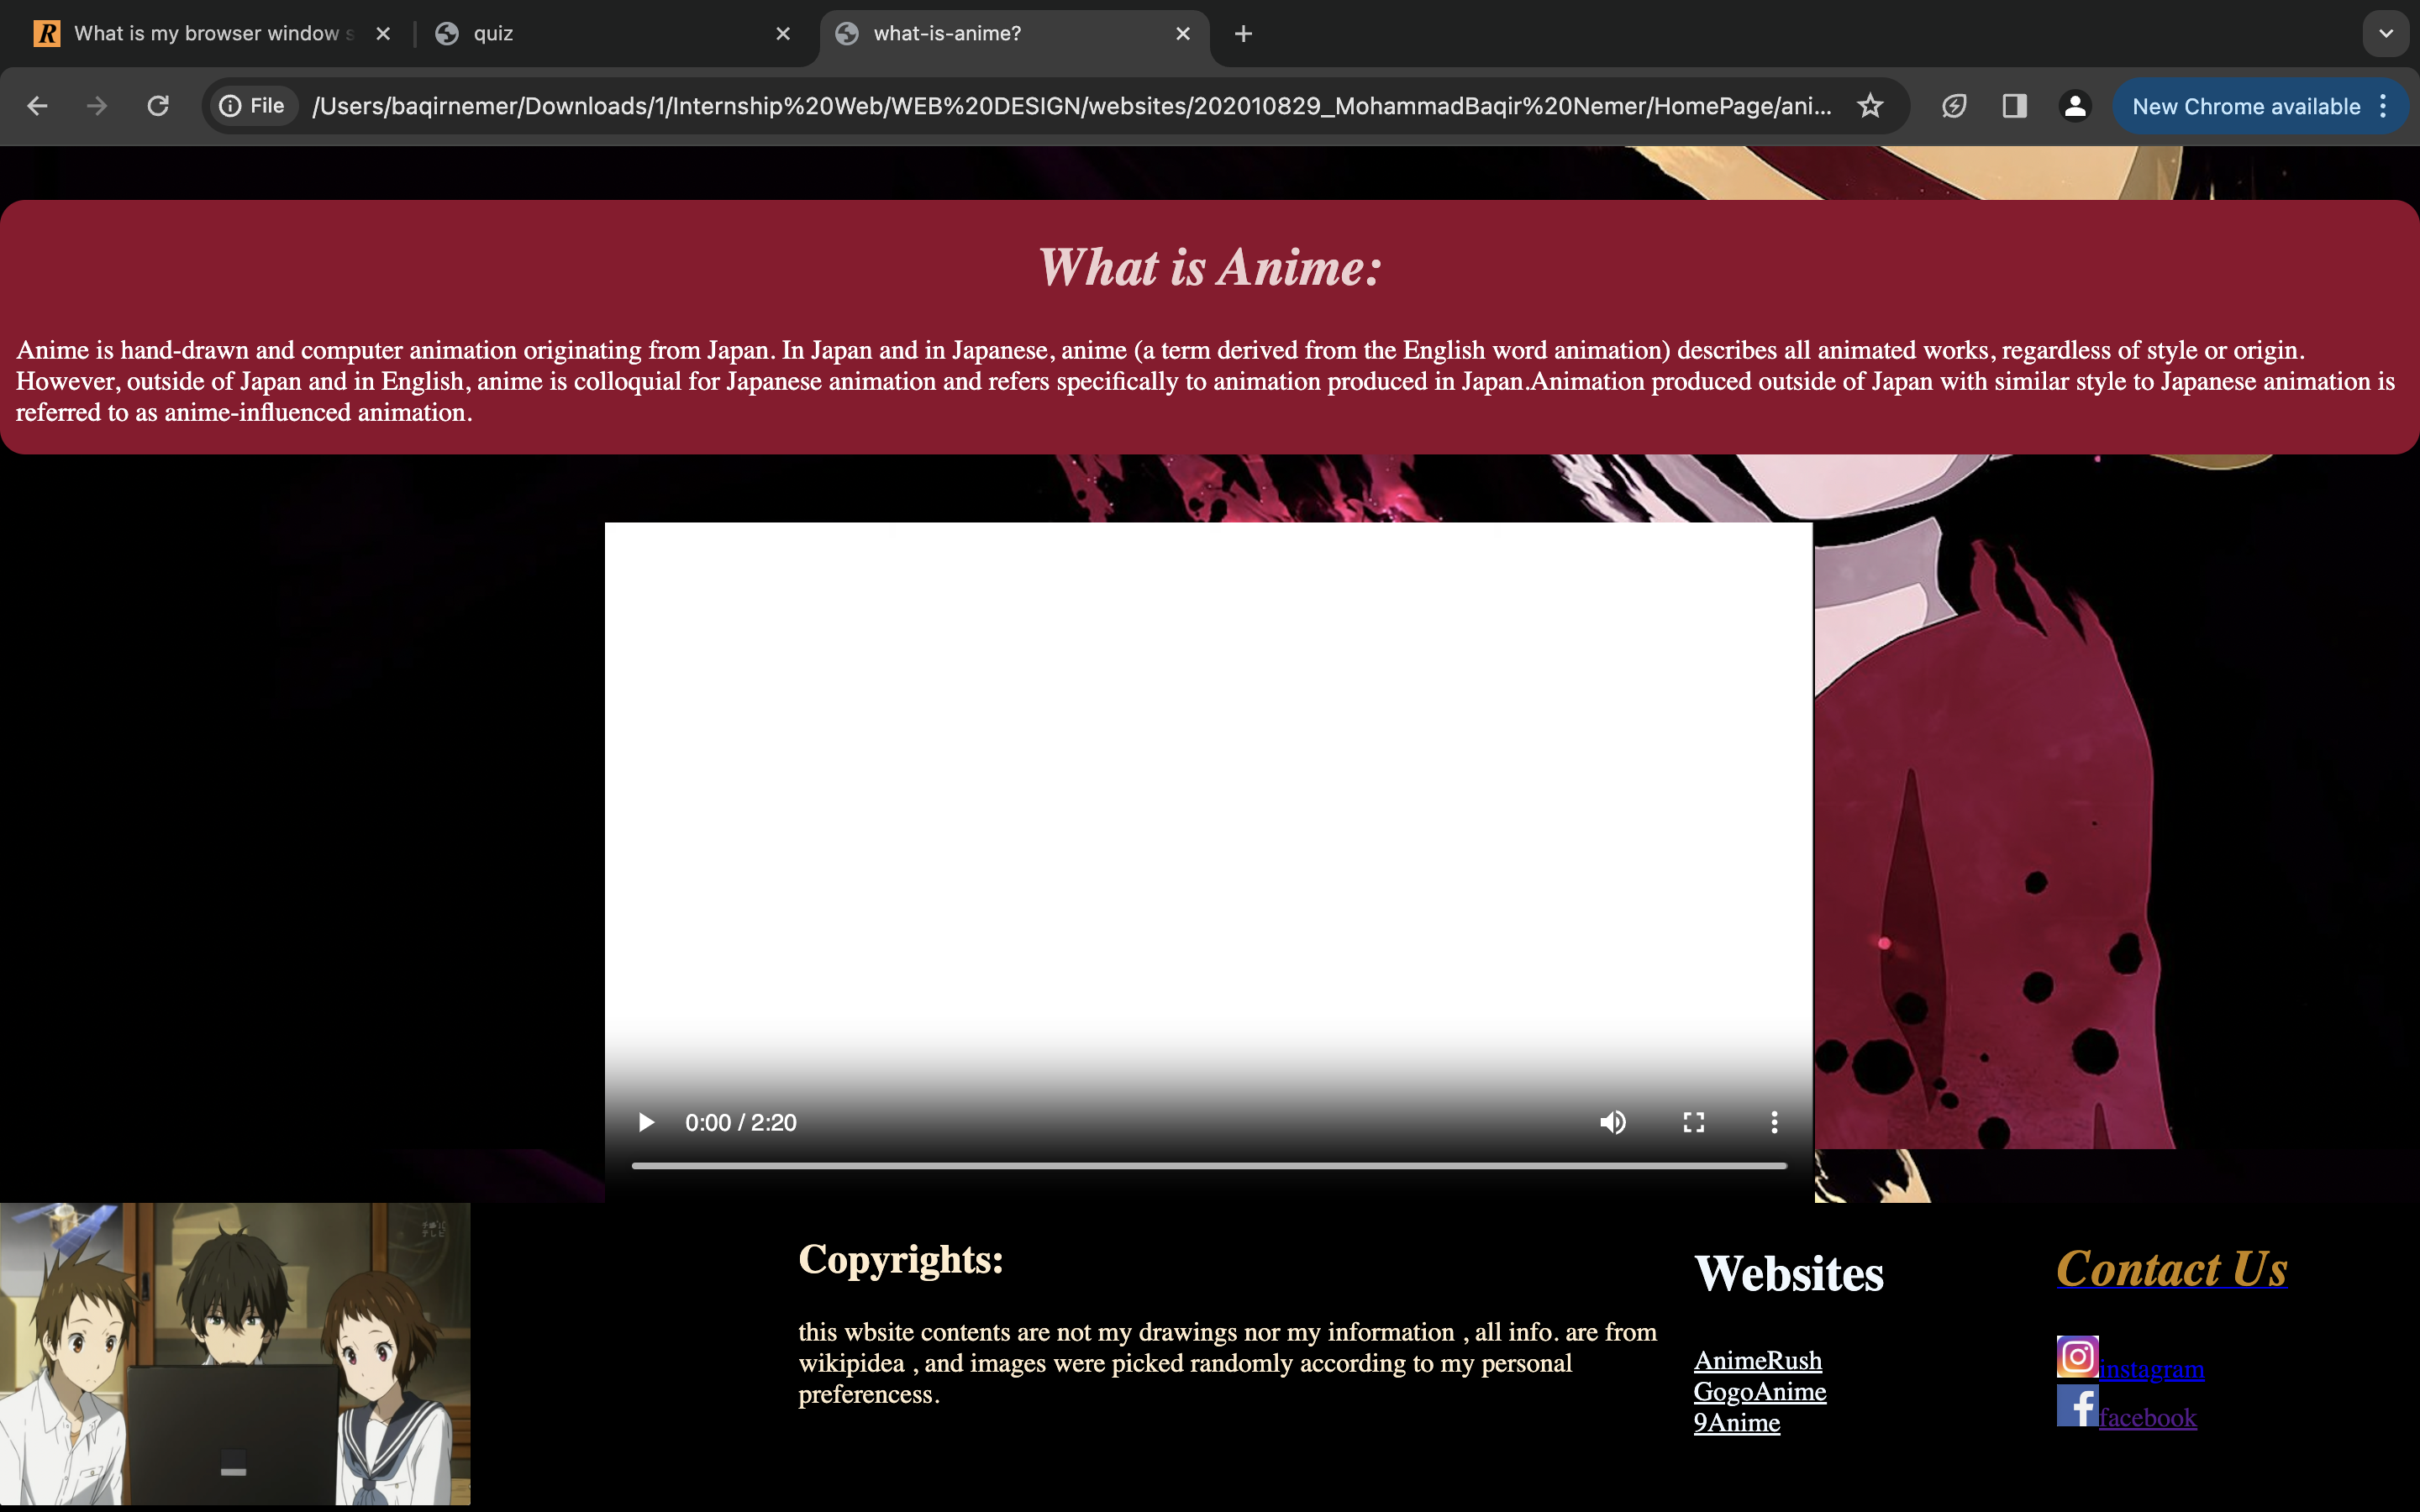 What is my browser window s
quiz
what-is-anime?
File
/Users/baqirnemer/Downloads/1/Internship%20Web/WEB%20DESIGN/websites/202010829_MohammadBaqir%20Nemer/HomePage/ani...
New Chrome available
What is Anime:
Anime is hand-drawn and computer animation originating from Japan. In Japan and in Japanese, anime (a term derived from the English word animation) describes all animated works, regardless of style or origin.
However, outside of Japan and in English, anime is colloquial for Japanese animation and refers specifically to animation produced in Japan.Animation produced outside of Japan with similar style to Japanese animation is
referred to as anime-influenced animation.
0:00 / 2:20
Copyrights:
this wbsite contents are not my drawings nor my information , all info. are from
wikipidea , and images were picked randomly according to my personal
preferencess.
Websites
AnimeRush
GogoAnime
9Anime
Contact Us
instagram
facebook